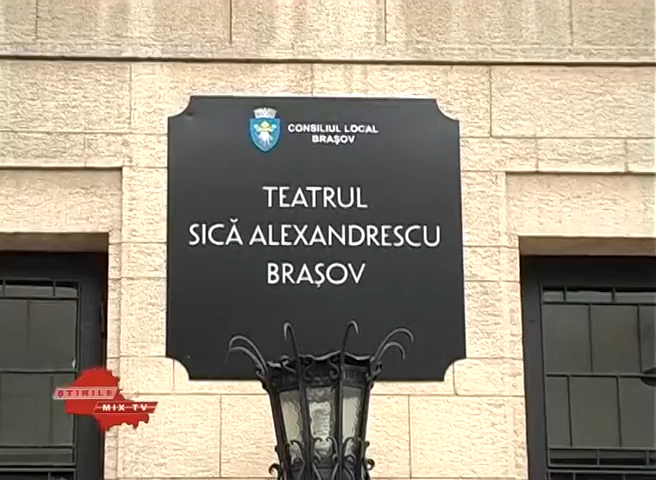 CONSILIUL LOCAL
BRAȘOV
TEATRUL
SICĂ ALEXANDRESCU
BRAȘOV
ȘTIRILE
MIX TV